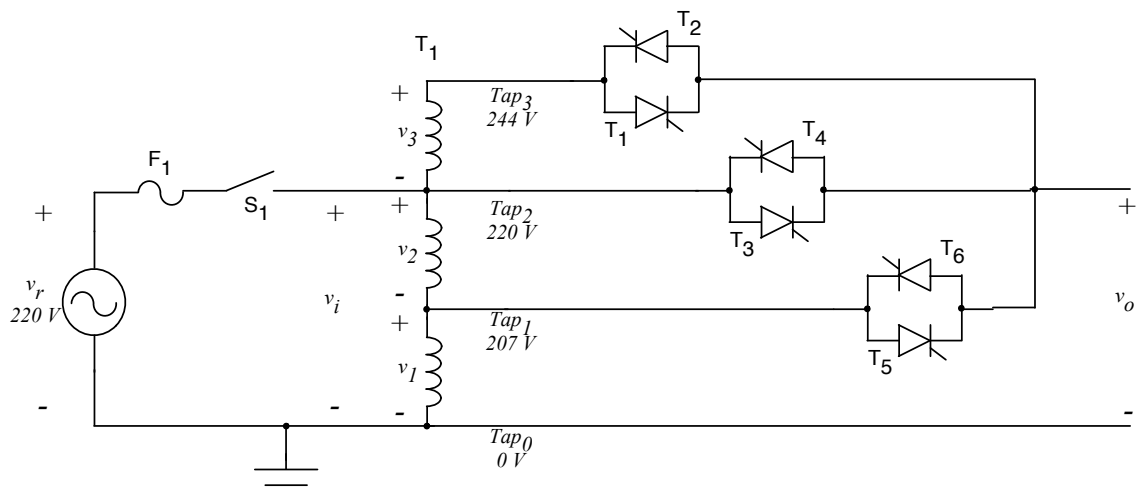 T1
T2
Tap3
244 V
T1
v3
T4
F1
S1
Tap2
220 V
T3
v2
T6
vr
220 V
vi
Tap1
207 V
T5
vo
v1
Tap0
0 V
+
-
+
-
+
-
+
-
+
-
+
-